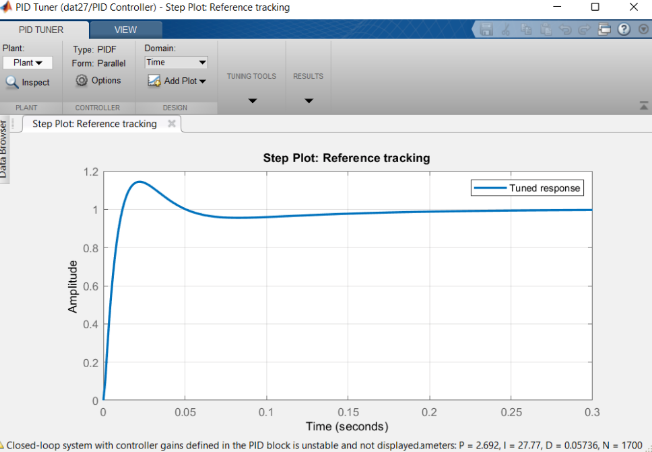 PID Tuner (dat27/PID Controller) - Step Plot: Reference tracking
PID TUNER VIEW
Plant:
Plant
Inspect
PLANT
Type: PIDF
Form: Parallel
Options
CONTROLLER
Domain:
Time
Add Plot
DESIGN
TUNING TOOLS
RESULTS
Data Browser
Step Plot: Reference tracking
Step Plot: Reference tracking
Tuned response
Amplitude
1.2
1
0.8
0.6
0.4
0.2
0
0 0.05 0.1 0.15 0.2 0.25 0.3
Time (seconds)
Closed-loop system with controller gains defined in the PID block is unstable and not displayed.ameters: P = 2.692, I = 27.77, D = 0.05736, N = 1700